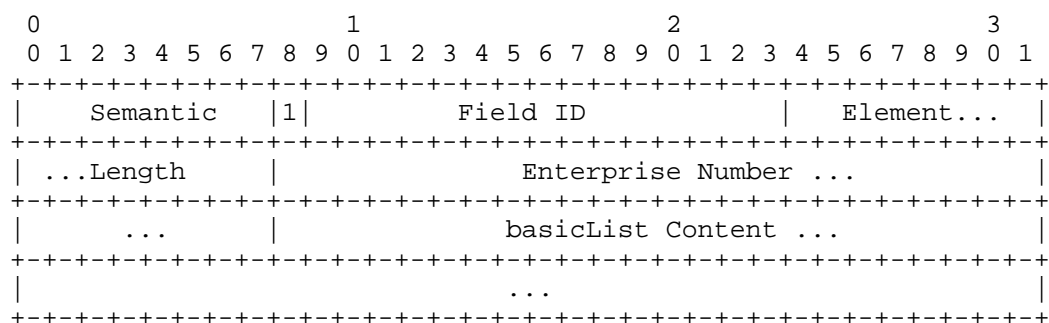 0                   1                   2                   3
 0 1 2 3 4 5 6 7 8 9 0 1 2 3 4 5 6 7 8 9 0 1 2 3 4 5 6 7 8 9 0 1
+-+-+-+-+-+-+-+-+-+-+-+-+-+-+-+-+-+-+-+-+-+-+-+-+-+-+-+-+-+-+-+-+
|    Semantic   |1|         Field ID            |   Element...  |
+-+-+-+-+-+-+-+-+-+-+-+-+-+-+-+-+-+-+-+-+-+-+-+-+-+-+-+-+-+-+-+-+
| ...Length     |               Enterprise Number ...           |
+-+-+-+-+-+-+-+-+-+-+-+-+-+-+-+-+-+-+-+-+-+-+-+-+-+-+-+-+-+-+-+-+
|      ...      |              basicList Content ...            |
+-+-+-+-+-+-+-+-+-+-+-+-+-+-+-+-+-+-+-+-+-+-+-+-+-+-+-+-+-+-+-+-+
|                              ...                              |
+-+-+-+-+-+-+-+-+-+-+-+-+-+-+-+-+-+-+-+-+-+-+-+-+-+-+-+-+-+-+-+-+